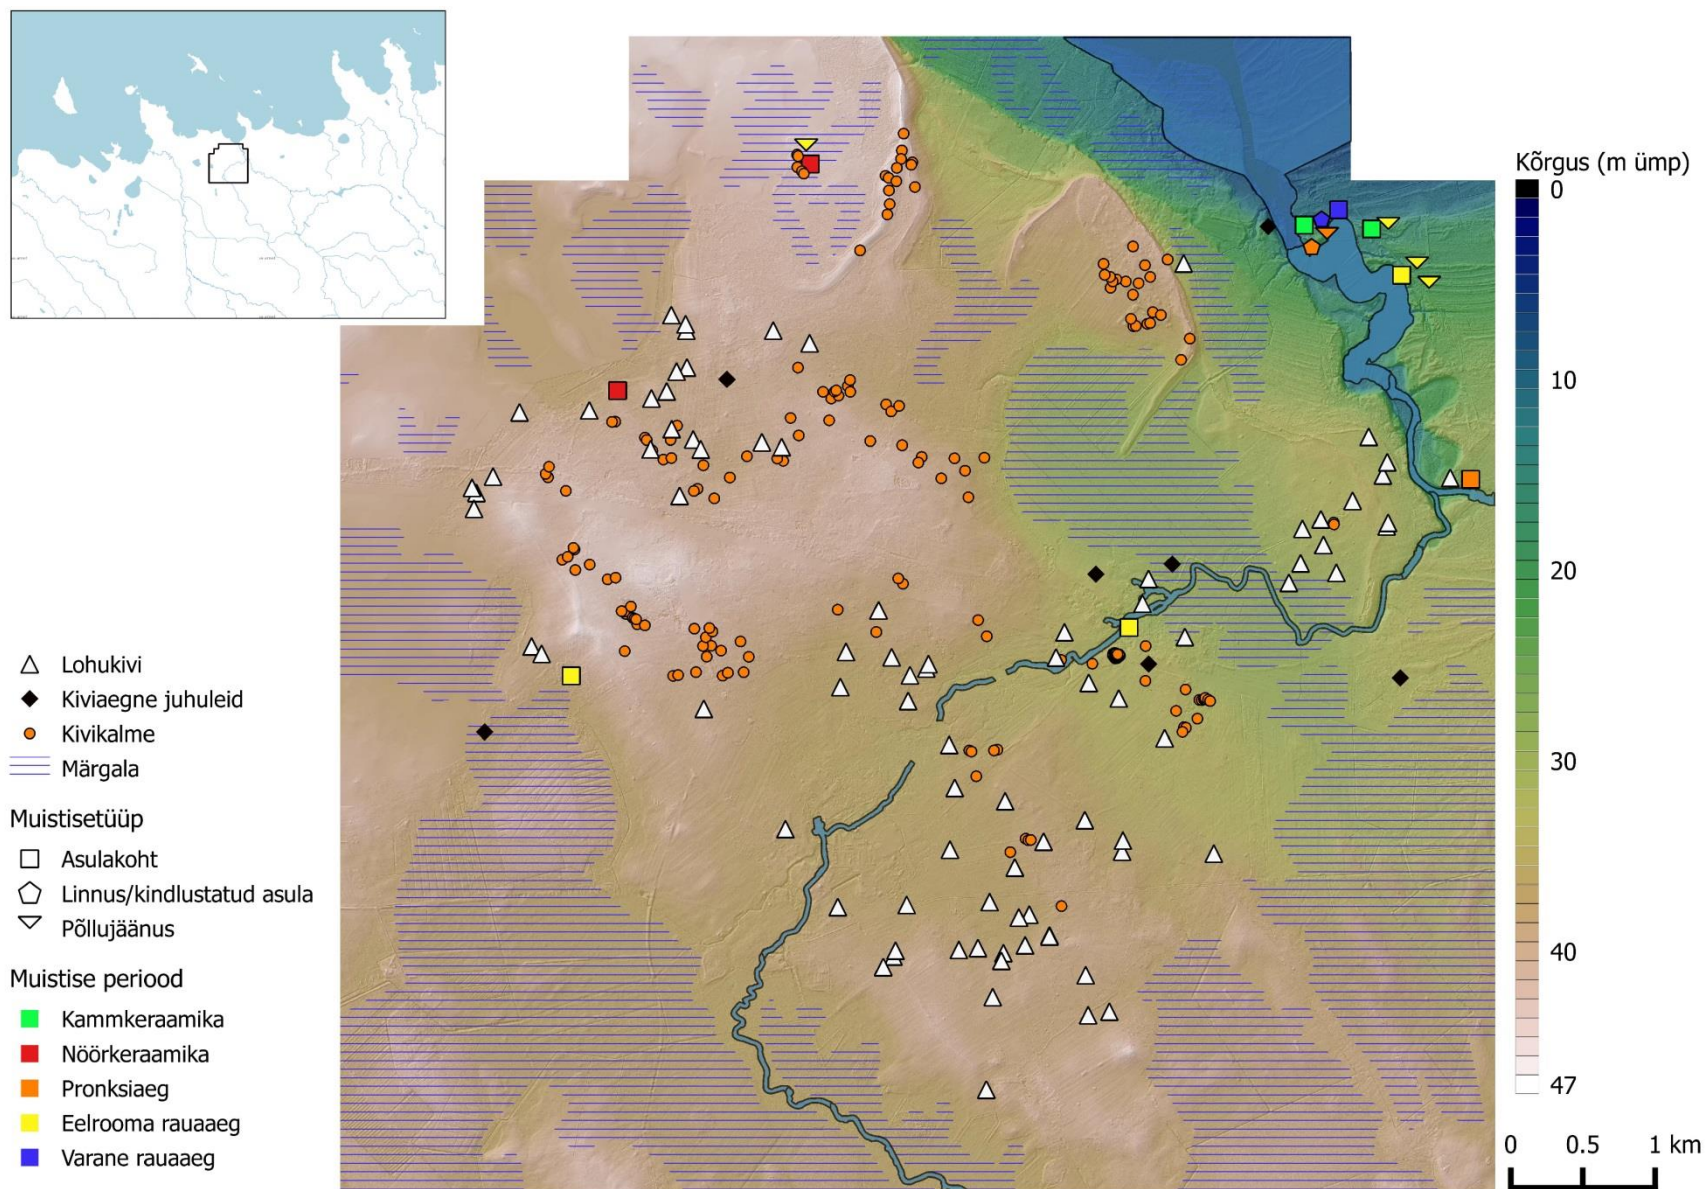 Kõrgus (m ümp)
0
10
20
30
40
47
Lohukivi
Kiviaegne juhuleid
Kivikalme
Märgala
Muistisetüüp
Asulakoht
Linnus/kindlustatud asula
Põllujäänus
Muistise periood
Kammkeraamika
Nöörkeraamika
Pronksiaeg
Eelrooma rauaaeg
Varane rauaaeg
0 0.5 1 km